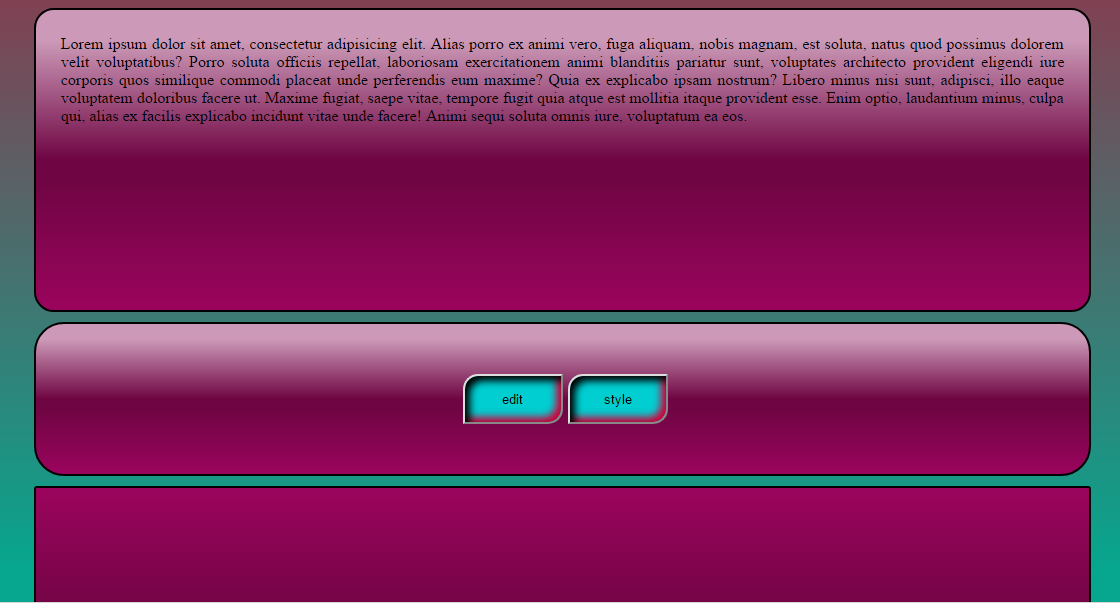 Lorem ipsum dolor sit amet, consectetur adipisicing elit. Alias porro ex animi vero, fuga aliquam, nobis magnam, est soluta, natus quod possimus dolorem
velit voluptatibus? Porro soluta officiis repellat, laboriosam exercitationem animi blanditiis pariatur sunt, voluptates architecto provident eligendi iure
corporis quos similique commodi placeat unde perferendis eum maxime? Quia ex explicabo ipsam nostrum? Libero minus nisi sunt, adipisci, illo eaque
voluptatem doloribus facere ut. Maxime fugiat, saepe vitae, tempore fugit quia atque est mollitia itaque provident esse. Enim optio, laudantium minus, culpa
qui, alias ex facilis explicabo incidunt vitae unde facere! Animi sequi soluta omnis iure, voluptatum ea eos.
edit
style